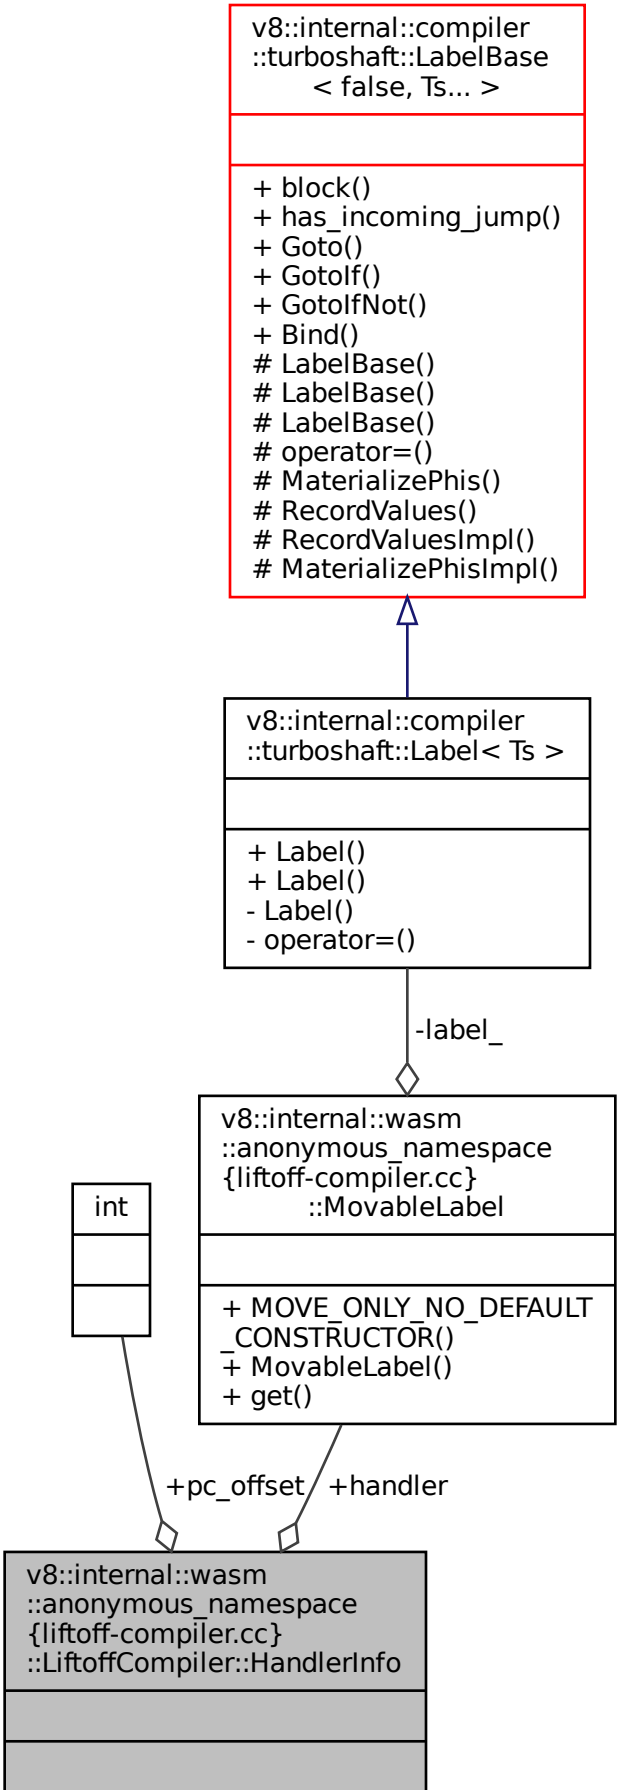 v8::internal::compiler
::turboshaft::LabelBase
< false, Ts... >
+ block()
+ has_incoming_jump()
+ Goto()
+ GotoIf()
+ GotoIfNot()
+ Bind()
# LabelBase()
# LabelBase()
# LabelBase()
# operator=()
# MaterializePhis()
# RecordValues()
# RecordValuesImpl()
# MaterializePhisImpl()
v8::internal::compiler
::turboshaft::Label< Ts >
+ Label()
+ Label()
- Label()
- operator=()
-label_
v8::internal::wasm
::anonymous_namespace
{liftoff-compiler.cc}
::MovableLabel
+ MOVE_ONLY_NO_DEFAULT
_CONSTRUCTOR()
+ MovableLabel()
+ get()
int
+pc_offset
+handler
v8::internal::wasm
::anonymous_namespace
{liftoff-compiler.cc}
::LiftoffCompiler::HandlerInfo